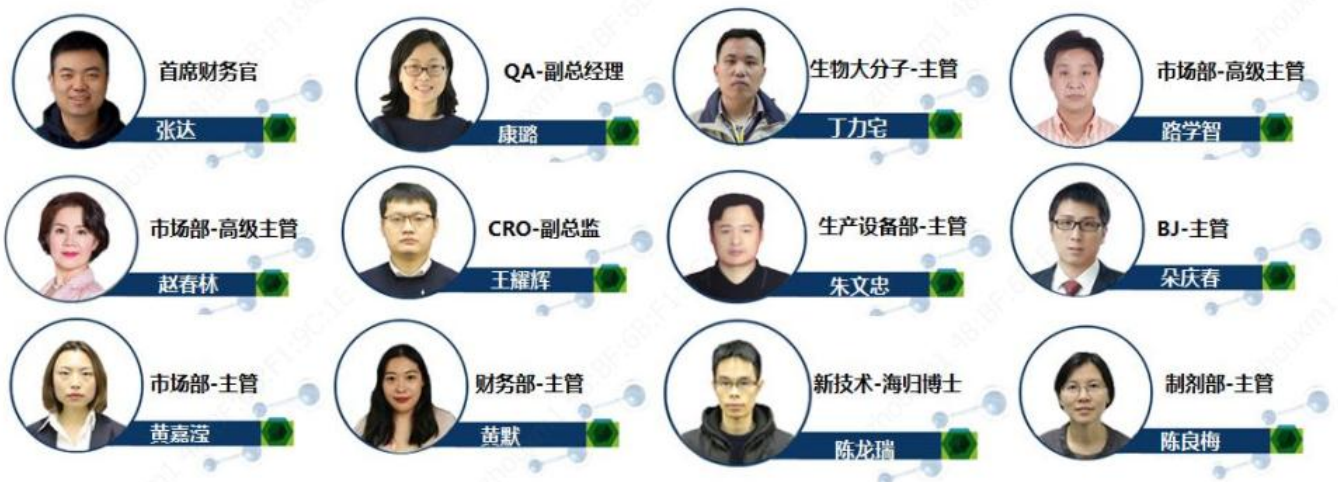 首席财务官
张达
QA-副总经理
康璐
生物大分子-主管
丁力宅
市场部-高级主管
路学智
市场部-高级主管
赵春林
CRO-副总监
王耀辉
生产设备部-主管
朱文忠
BJ-主管
朵庆春
市场部-主管
黄嘉滢
财务部-主管
黄默
新技术-海归博士
陈龙瑞
制剂部-主管
陈良梅